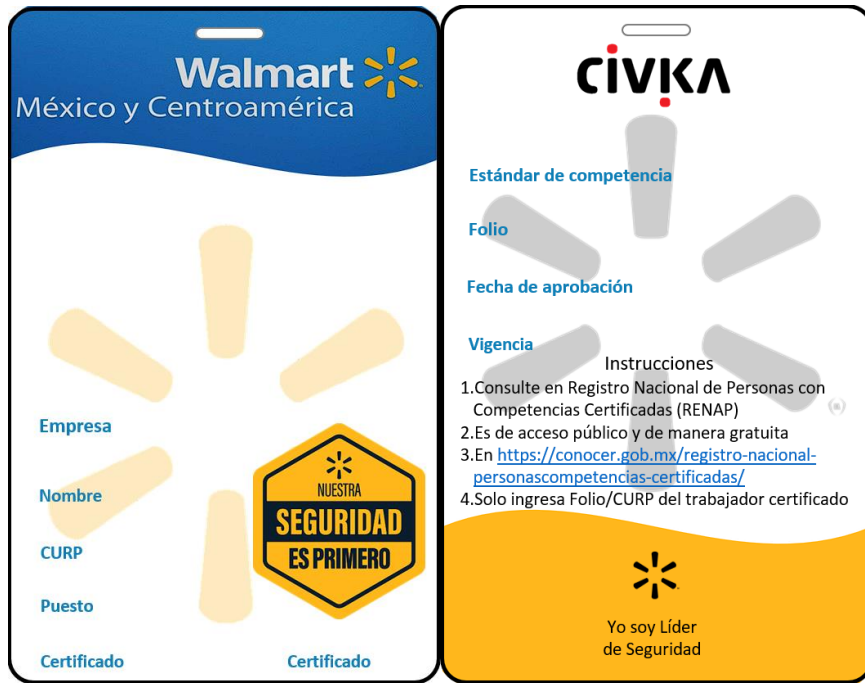 Walmart
México y Centroamérica
Empresa
Nombre
CURP
Puesto
Certificado
Certificado
NUESTRA
SEGURIDAD
ES PRIMERO
CIVKA
Estándar de competencia
Folio
Fecha de aprobación
Vigencia
Instrucciones
1.Consulte en Registro Nacional de Personas con
Competencias Certificadas (RENAP)
2.Es de acceso público y de manera gratuita
3.En https://conocer.gob.mx/registro-nacional-
personascompetencias-certificadas/
4.Solo ingresa Folio/CURP del trabajador certificado
Yo soy Líder
de Seguridad